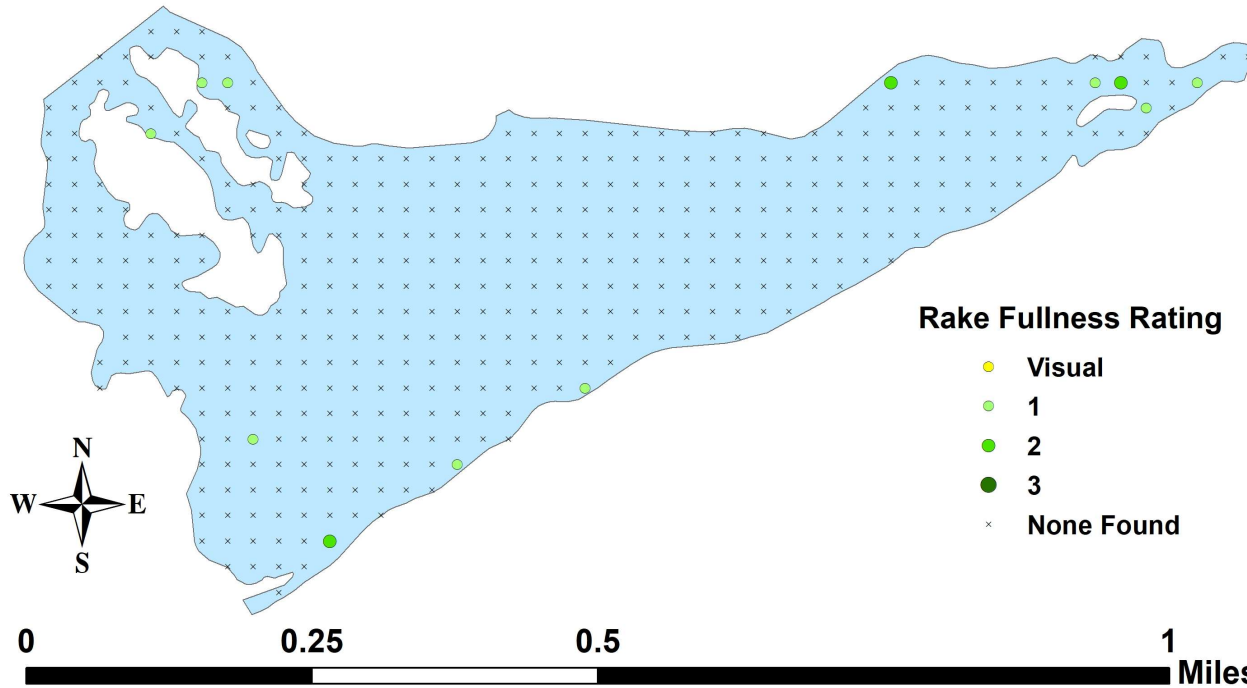 Rake Fullness Rating
Visual
1
2
3
None Found
N
W E
S
0 0.25 0.5 1
Miles